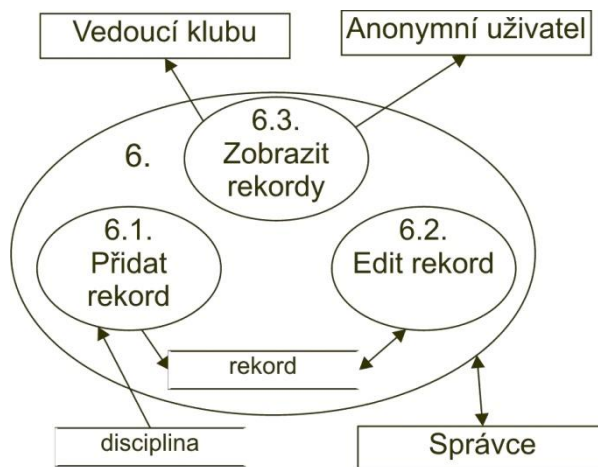 Vedoucí klubu
Anonymní uživatel
6.3.
Zobrazit
rekordy
6.
6.1.
Přidat
rekord
6.2.
Edit rekord
rekord
disciplina
Správce